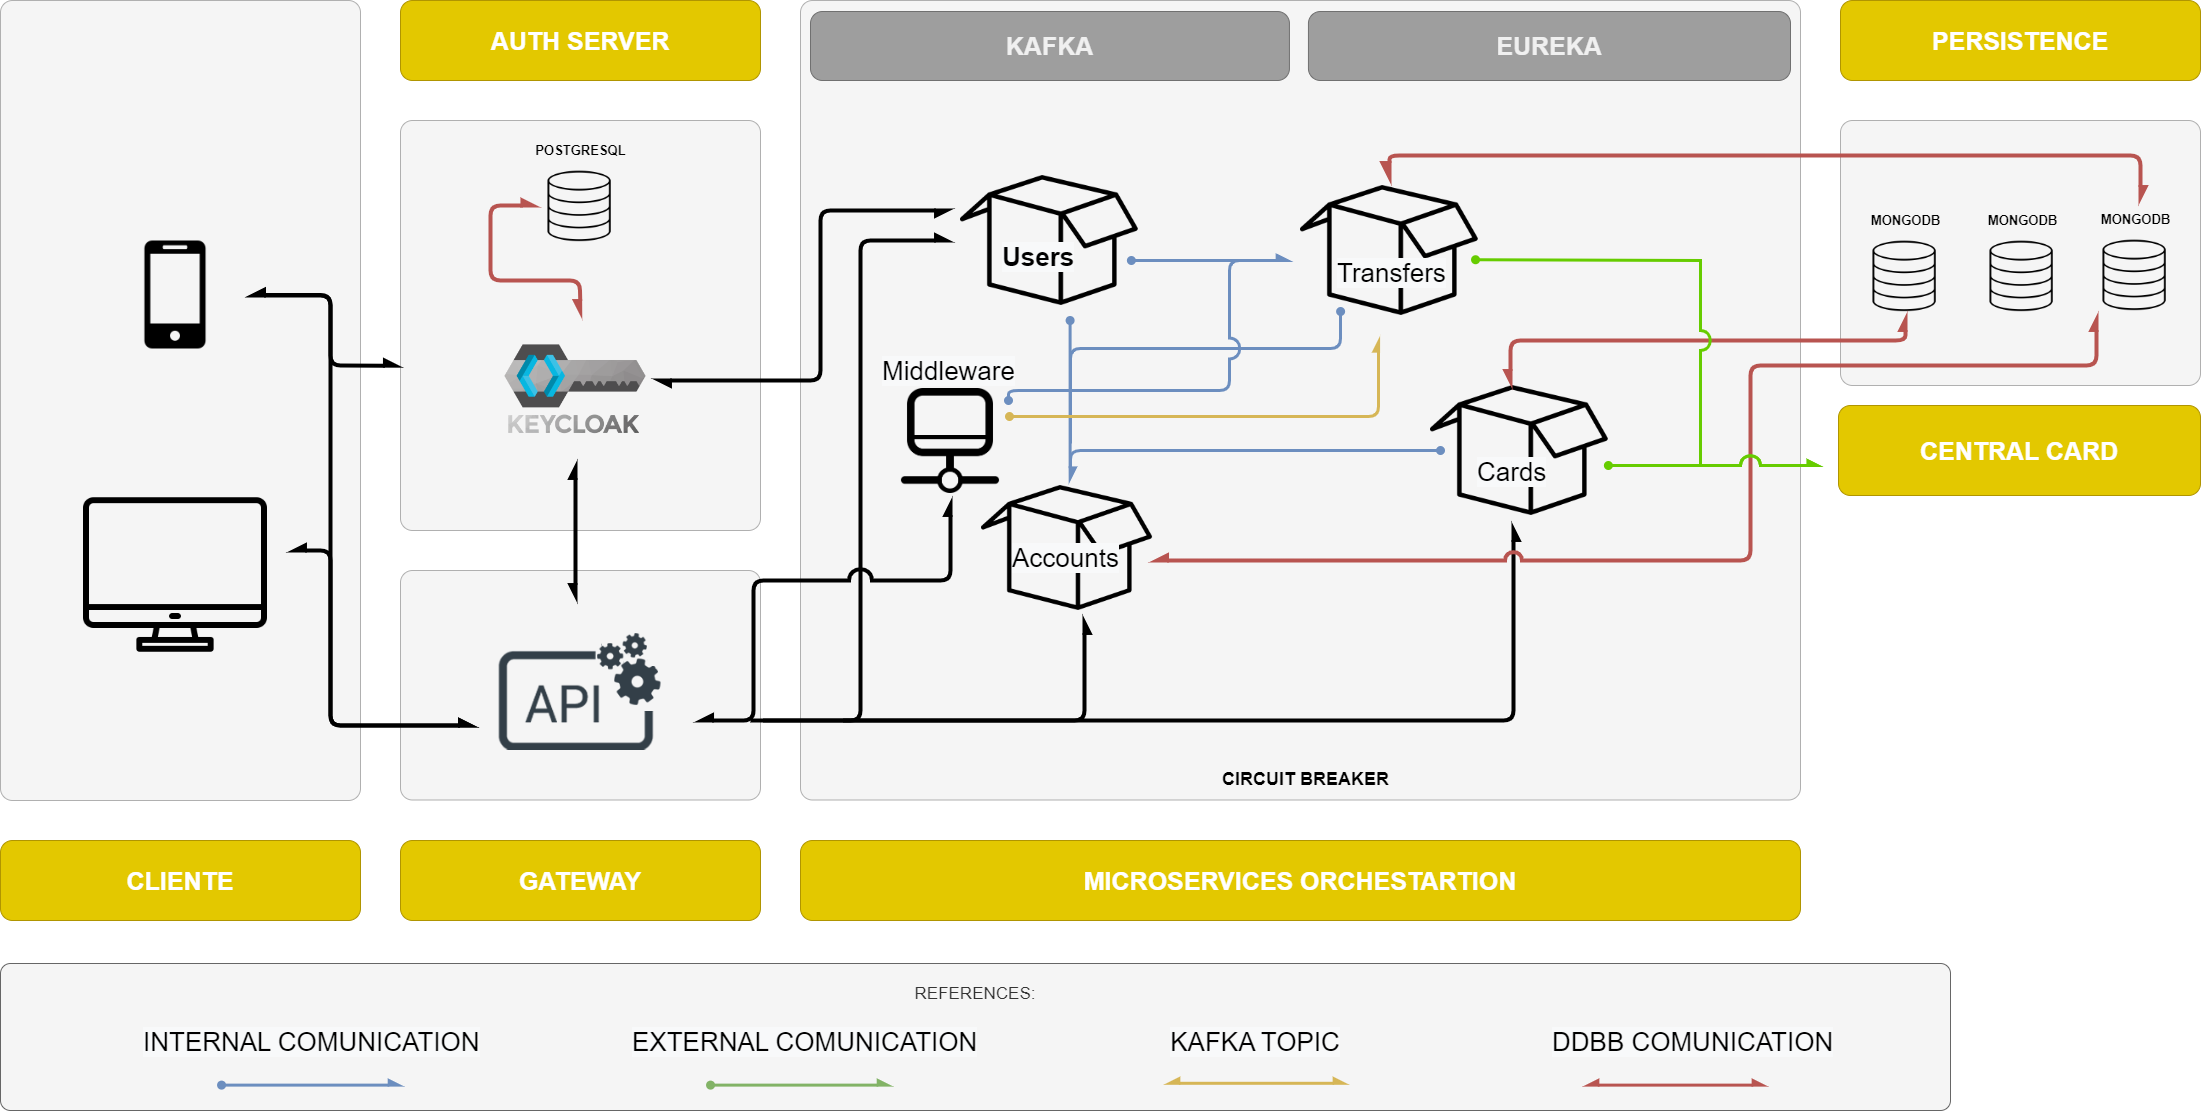 AUTH SERVER
KAFKA
EUREKA
PERSISTENCE
POSTGRESQL
MONGODB
MONGODB
MONGODB
Users
Transfers
Middleware
KEYCLOAK
CENTRAL CARD
Cards
Accounts
API
CIRCUIT BREAKER
CLIENTE
GATEWAY
MICROSERVICES ORCHESTARTION
REFERENCES:
INTERNAL COMUNICATION
EXTERNAL COMUNICATION
KAFKA TOPIC
DDBB COMUNICATION